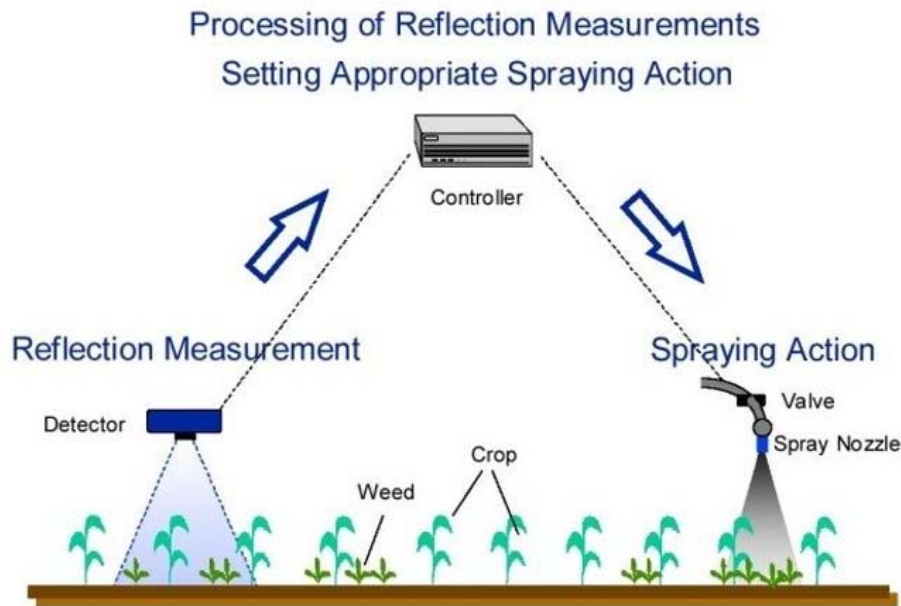 Processing of Reflection Measurements
Setting Appropriate Spraying Action
Controller
Reflection Measurement
Spraying Action
Detector
Valve
Spray Nozzle
Crop
Weed